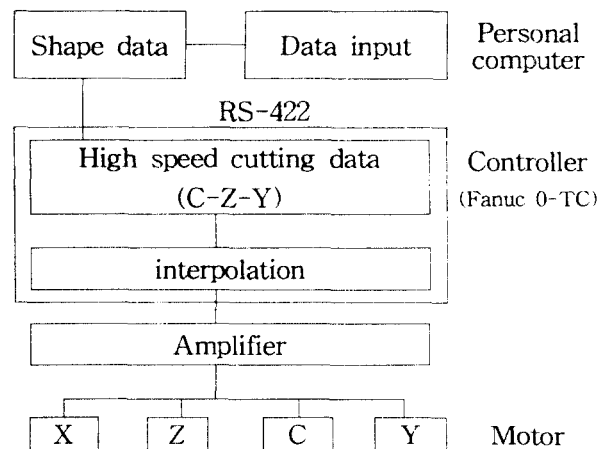 Shape data
Data input
Personal
computer
RS-422
High speed cutting data
(C-Z-Y)
Controller
(Fanuc 0-TC)
interpolation
Amplifier
X
Z
C
Y
Motor